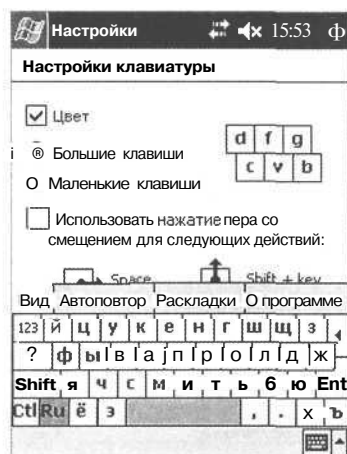 Настройки 15:53 ф
Настройки клавиатуры
Цвет
d f g
® Большие клавиши
c v b
О Маленькие клавиши
Использовать нажатие пера со
смещением для следующих действий:
Space Shift + key
Вид Автоповтор Раскладки О программе
123 й ц у к е н г ш щ з
? ф ы в а п р о л д ж
Shift я ч с м и т ь б ю Ent
Ctl Ru ё э , . х ъ